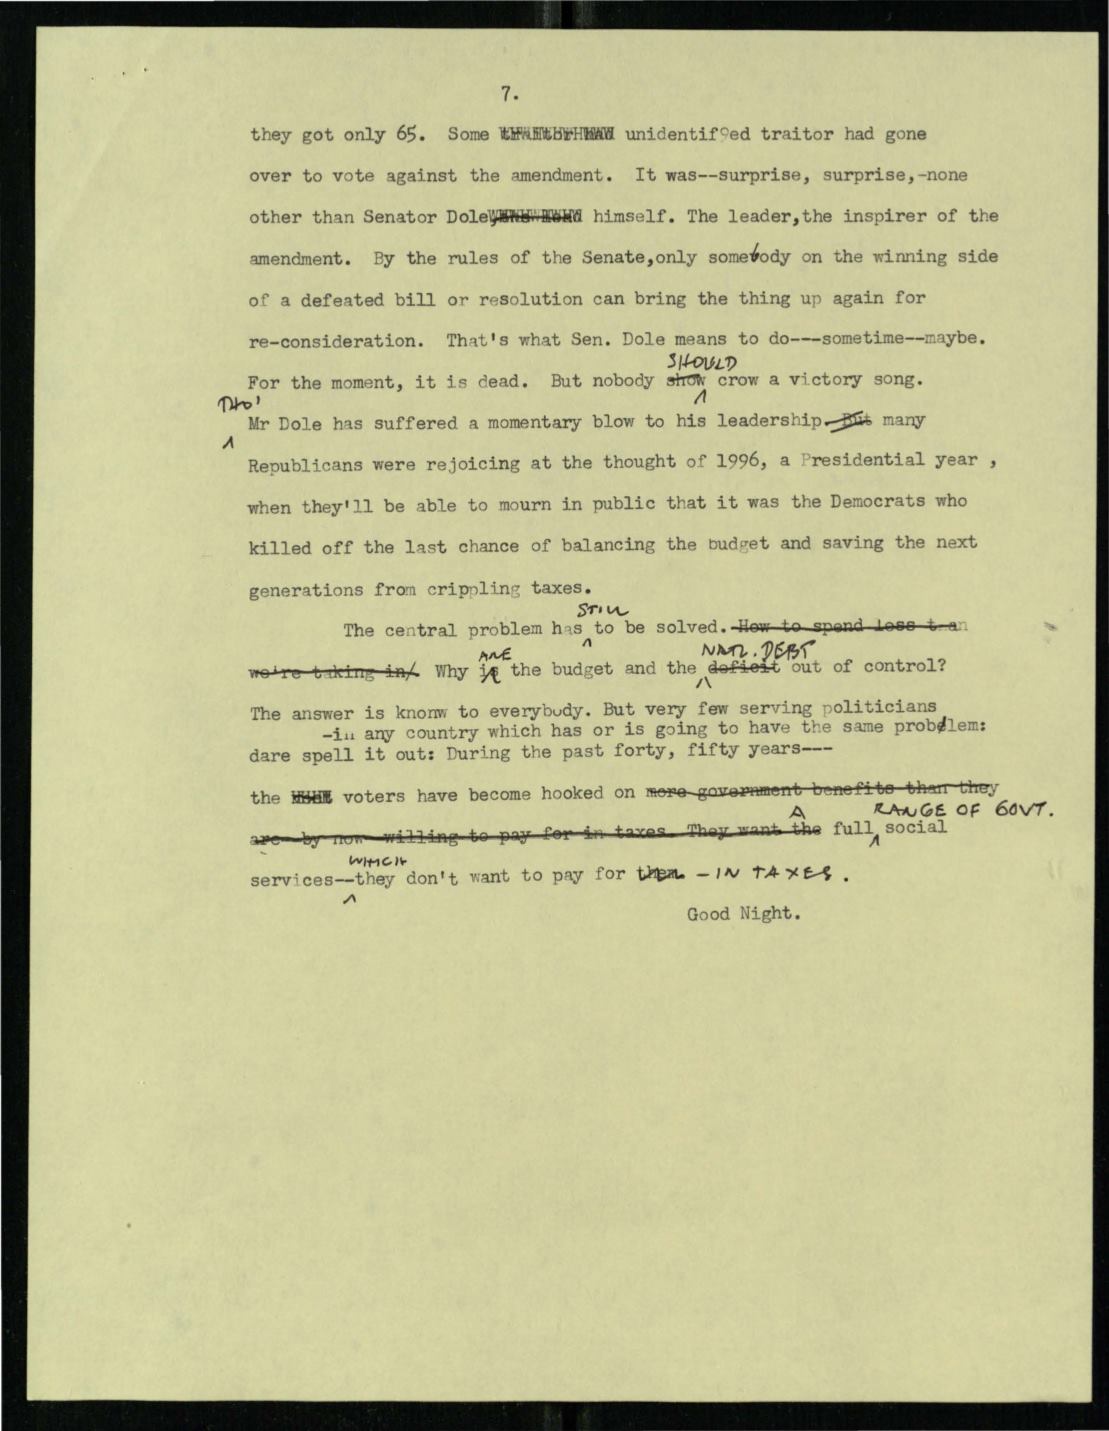 7.
they got only 65.  Some unidentified traitor had gone
over to vote against the amendment.  It was--surprise, surprise,-none
other than Senator Dole himself. The leader,the inspirer of the
amendment.  By the rules of the Senate,only somebody on the winning side
of a defeated bill or resolution can bring the thing up again for
re-consideration.  That's what Sen. Dole means to do---sometime--maybe.
SHOULD
For the moment, it is dead.  But nobody show crow a victory song.
THO'
Mr Dole has suffered a momentary blow to his leadership. But many
Republicans were rejoicing at the thought of 1996, a Presidential year ,
when they'll be able to mourn in public that it was the Democrats who
killed off the last chance of balancing the budget and saving the next
generations from crippling taxes.
STILL
The central problem has to be solved. How to spend less t an
ARE NATL. DEBT
we're taking in/. Why is the budget and the deficit out of control?
The answer is knonw to everybody. But very few serving politicians
-in any country which has or is going to have the same problem:
dare spell it out: During the past forty, fifty years---
the voters have become hooked on more government benefits than they
A RANGE OF GOVT.
are by now willing to pay for in taxes. They want the full social
WHICH
services--they don't want to pay for them - IN TAXES.
Good Night.